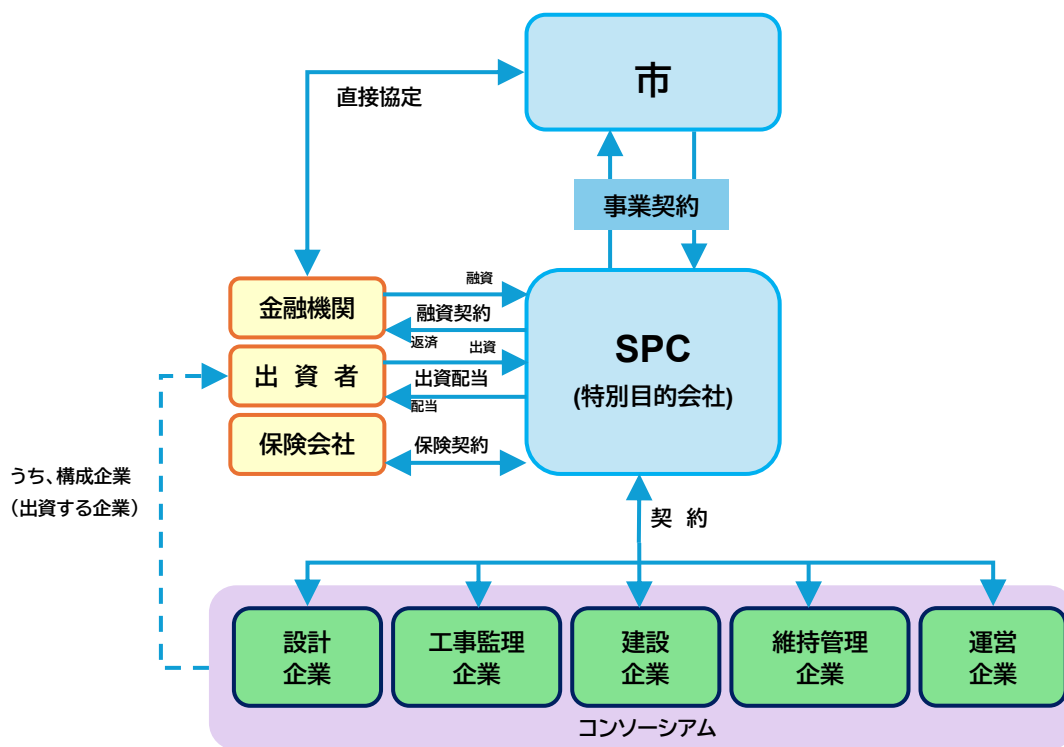 市
直接協定
事業契約
融資
金融機関
融資契約
返済
出資
出 資 者
出資配当
配当
保険会社
保険契約
SPC
(特別目的会社)
うち、構成企業
（出資する企業）
契 約
設計
企業
工事監理
企業
建設
企業
維持管理
企業
運営
企業
コンソーシアム